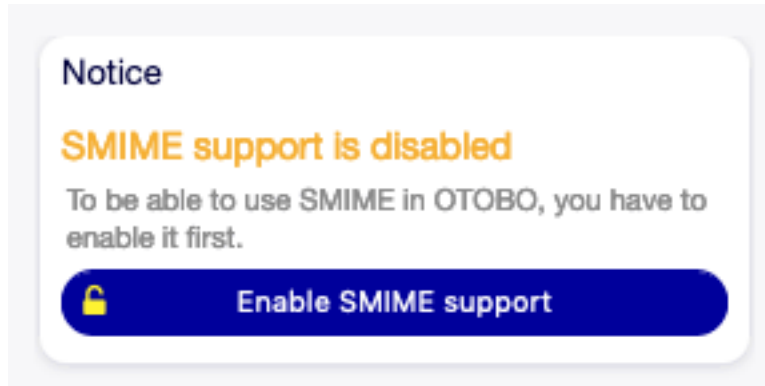 Notice
SMIME support is disabled
To be able to use SMIME in OTOBO, you have to
enable it first.
Enable SMIME support